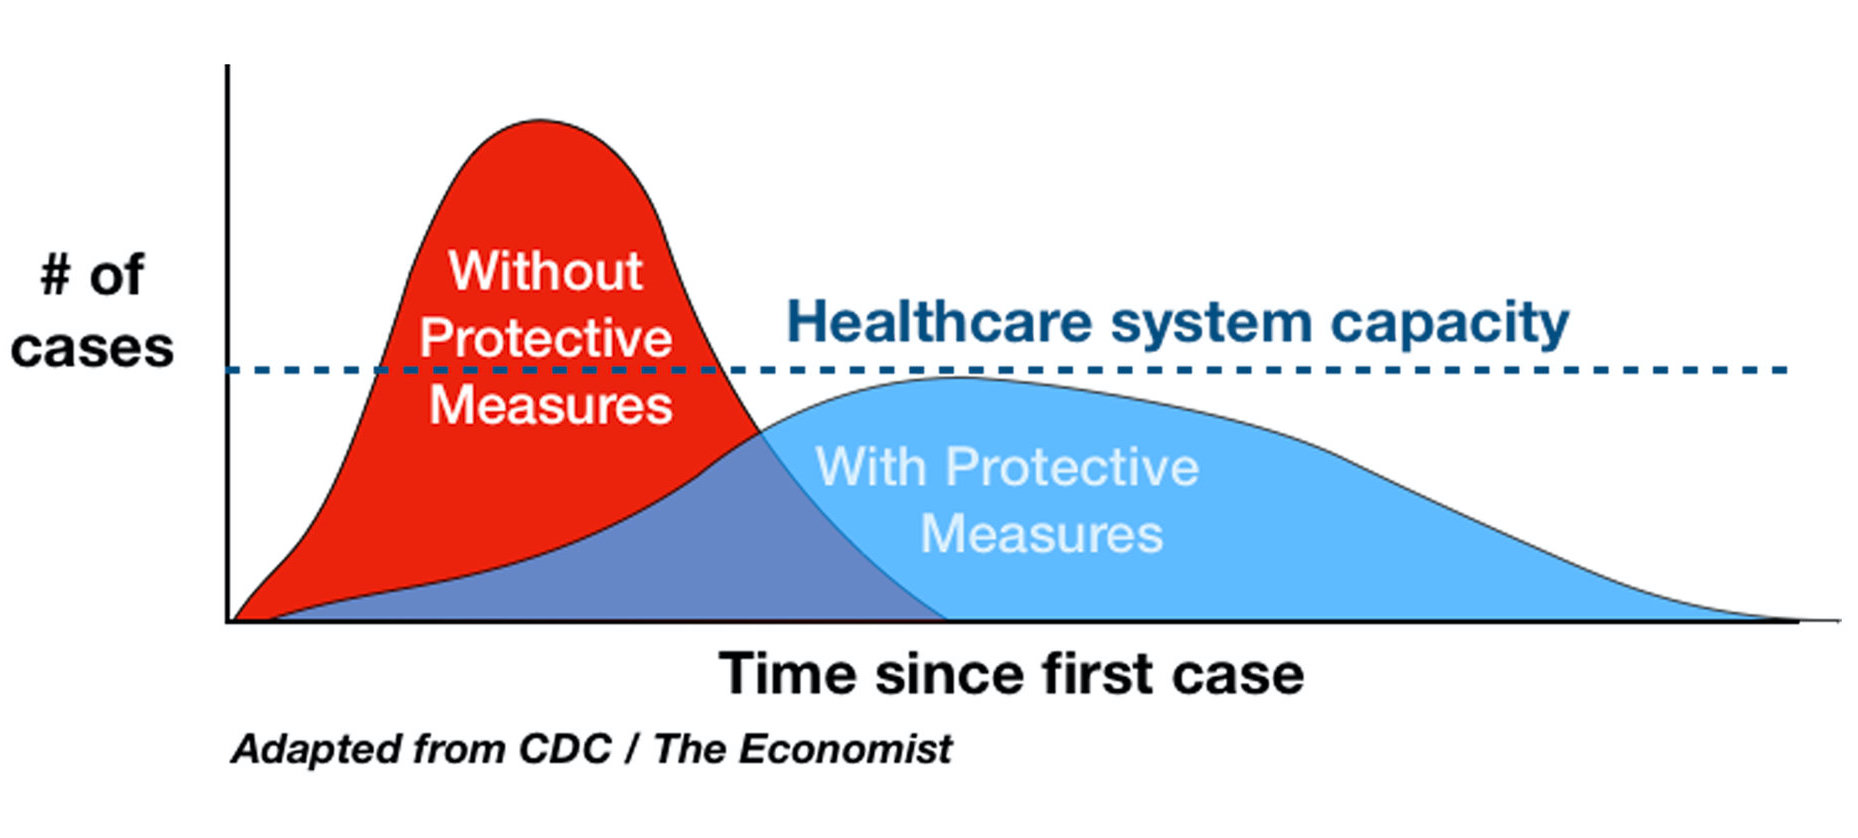 # of
cases
Without
Protective
Measures
Healthcare system capacity
With Protective
Measures
Time since first case
Adapted from CDC / The Economist